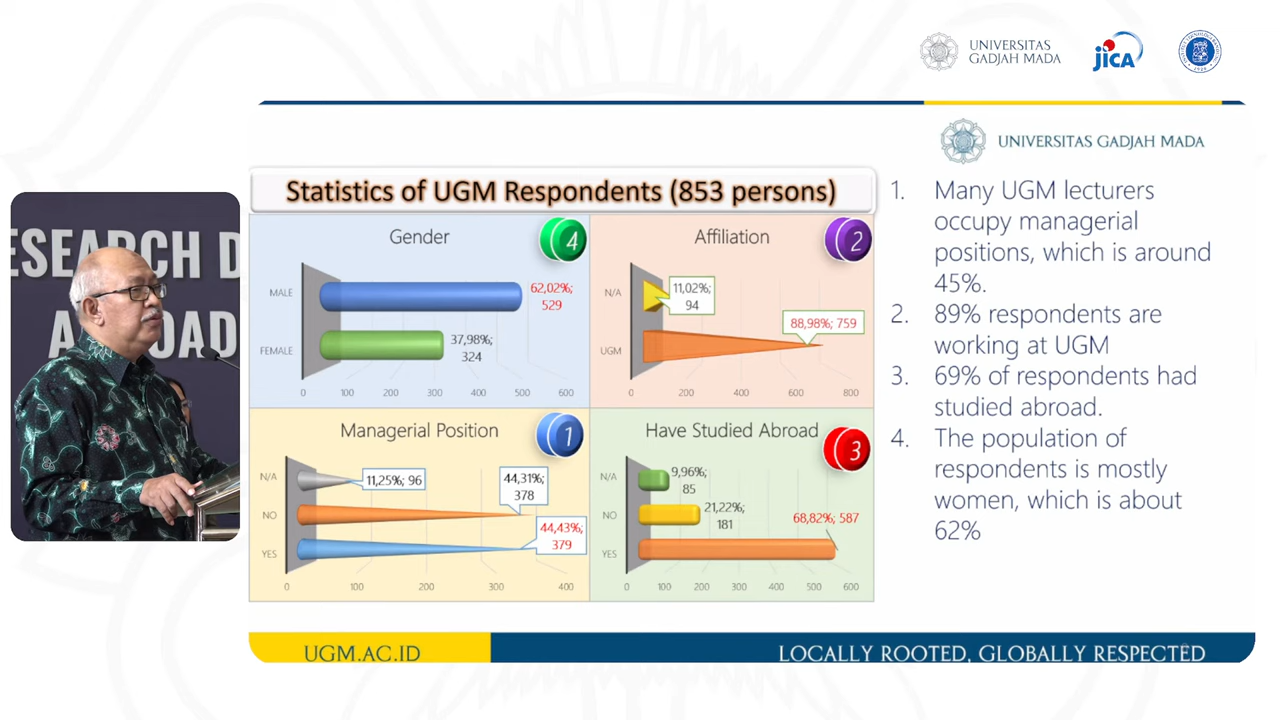 UNIVERSITAS
GADJAH MADA
JICA
UNIVERSITAS GADJAH MADA
ESEARCH D
A
ROAD
Statistics of UGM Respondents (853 persons)
Gender
4
MALE
62,02%;
529
FEMALE
37,98%;
324
0 100 200 300 400 500 600
Affiliation
2
N/A
11,02%;
94
88,98%; 759
UGM
0 200 400 600 800
Managerial Position
1
N/A
11,25%; 96
44,31%;
378
NO
44,43%;
379
YES
0 100 200 300 400
Have Studied Abroad
3
N/A
9,96%;
85
NO
21,22%;
181
68,82%; 587
YES
0 100 200 300 400 500 600
1. Many UGM lecturers
occupy managerial
positions, which is around
45%.
2. 89% respondents are
working at UGM
3. 69% of respondents had
studied abroad.
4. The population of
respondents is mostly
women, which is about
62%
UGM.AC.ID
LOCALLY ROOTED, GLOBALLY RESPECTED